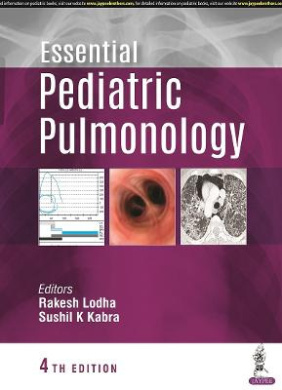 Essential
Pediatric
Pulmonology
Editors
Rakesh Lodha
Sushil K Kabra
4TH EDITION
JAYPEE